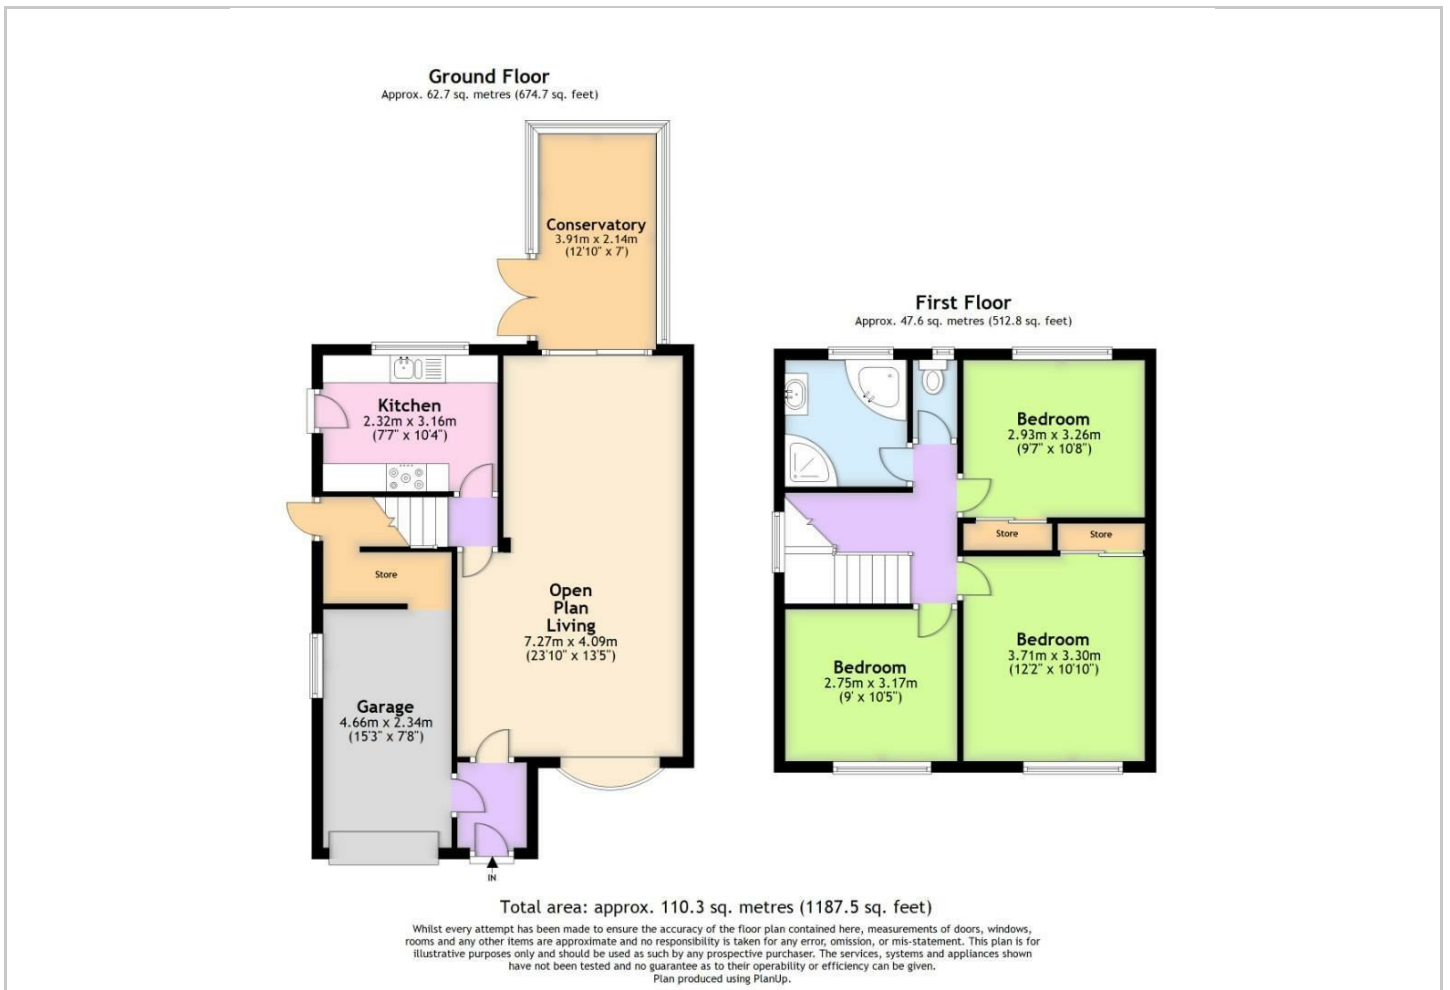 Ground Floor
Approx. 62.7 sq. metres (674.7 sq. feet)
Conservatory
3.91m x 2.14m
(12'10" x 7')
Kitchen
2.32m x 3.16m
(7'7" x 10'4")
Store
Open
Plan
Living
7.27m x 4.09m
(23'10" x 13'5")
Garage
4.66m x 2.34m
(15'3" x 7'8")
IN
First Floor
Approx. 47.6 sq. metres (512.8 sq. feet)
Bedroom
2.93m x 3.26m
(9'7" x 10'8")
Store
Store
Bedroom
3.71m x 3.30m
(12'2" x 10'10")
Bedroom
2.75m x 3.17m
(9' x 10'5")
Total area: approx. 110.3 sq. metres (1187.5 sq. feet)
Whilst every attempt has been made to ensure the accuracy of the floor plan contained here, measurements of doors, windows,
rooms and any other items are approximate and no responsibility is taken for any error, omission, or mis-statement. This plan is for
illustrative purposes only and should be used as such by any prospective purchaser. The services, systems and appliances shown
have not been tested and no guarantee as to their operability or efficiency can be given.
Plan produced using PlanUp.